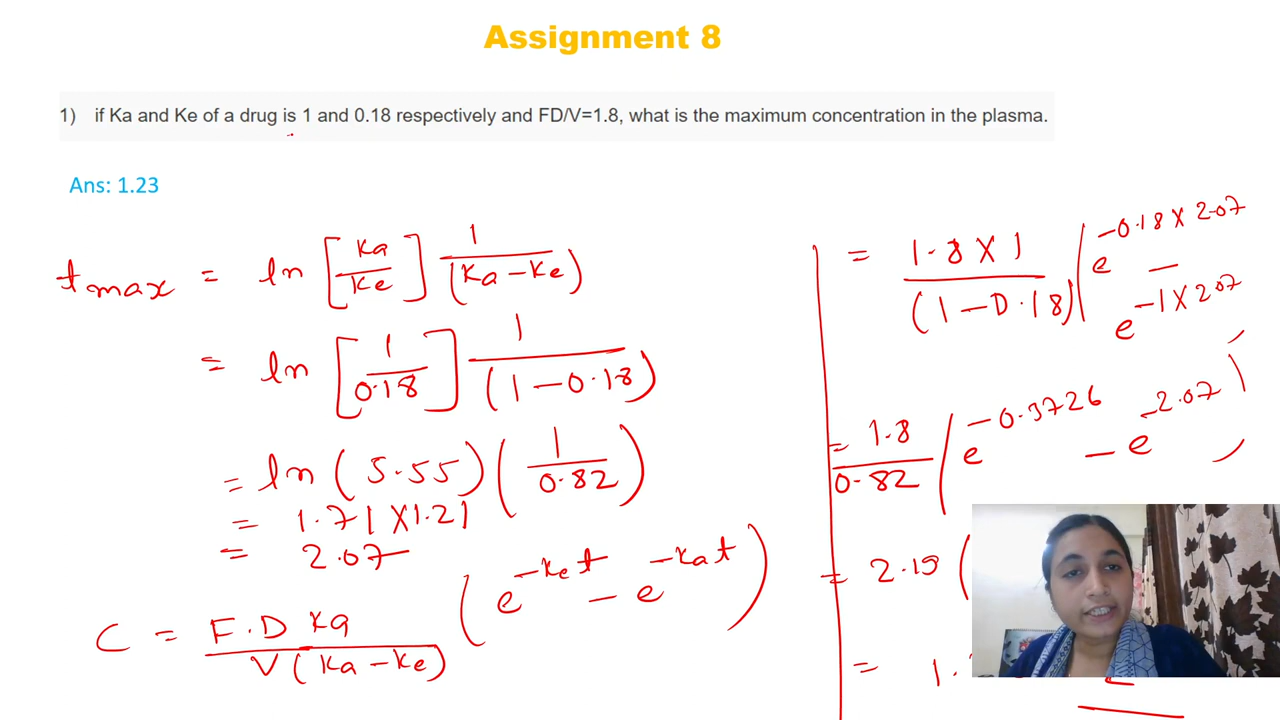 Assignment 8
1) if Ka and Ke of a drug is 1 and 0.18 respectively and FD/V=1.8, what is the maximum concentration in the plasma.
Ans: 1.23
tmax = ln [Ka/Ke] 1/(Ka-Ke)
= ln [1/0.18] 1/(1-0.18)
= ln (5.55) (1/0.82)
= 1.71 X 1.21
= 2.07
C = F.D Ka / V(Ka-Ke) (e^-Ket - e^-Kat)
= 1.8 X 1 / (1-0.18) (e^-0.18 X 2.07 - e^-1 X 2.07)
= 1.8/0.82 (e^-0.3726 - e^-2.07)
= 2.19 (
= 1.